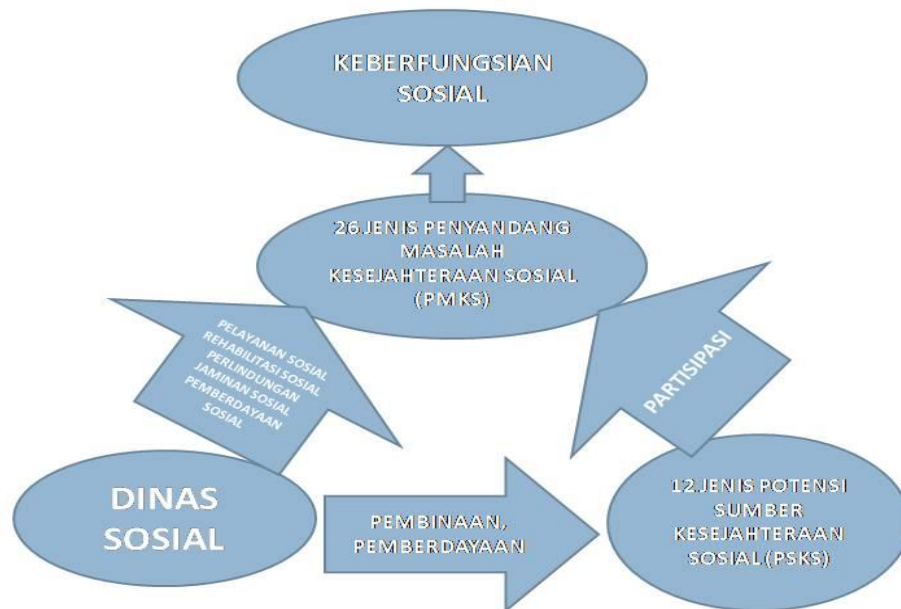 KEBERFUNGSIAN
SOSIAL
26.JENIS PENYANDANG
MASALAH
KESEJAHTERAAN SOSIAL
(PMKS)
PELAYANAN SOSIAL
REHABILITASI SOSIAL
PERLINDUNGAN
JAMINAN SOSIAL
PEMBERDAYAAN
SOSIAL
PARTISIPASI
DINAS
SOSIAL
PEMBINAAN,
PEMBERDAYAAN
12.JENIS POTENSI
SUMBER
KESEJAHTERAAN
SOSIAL.(PSKS)